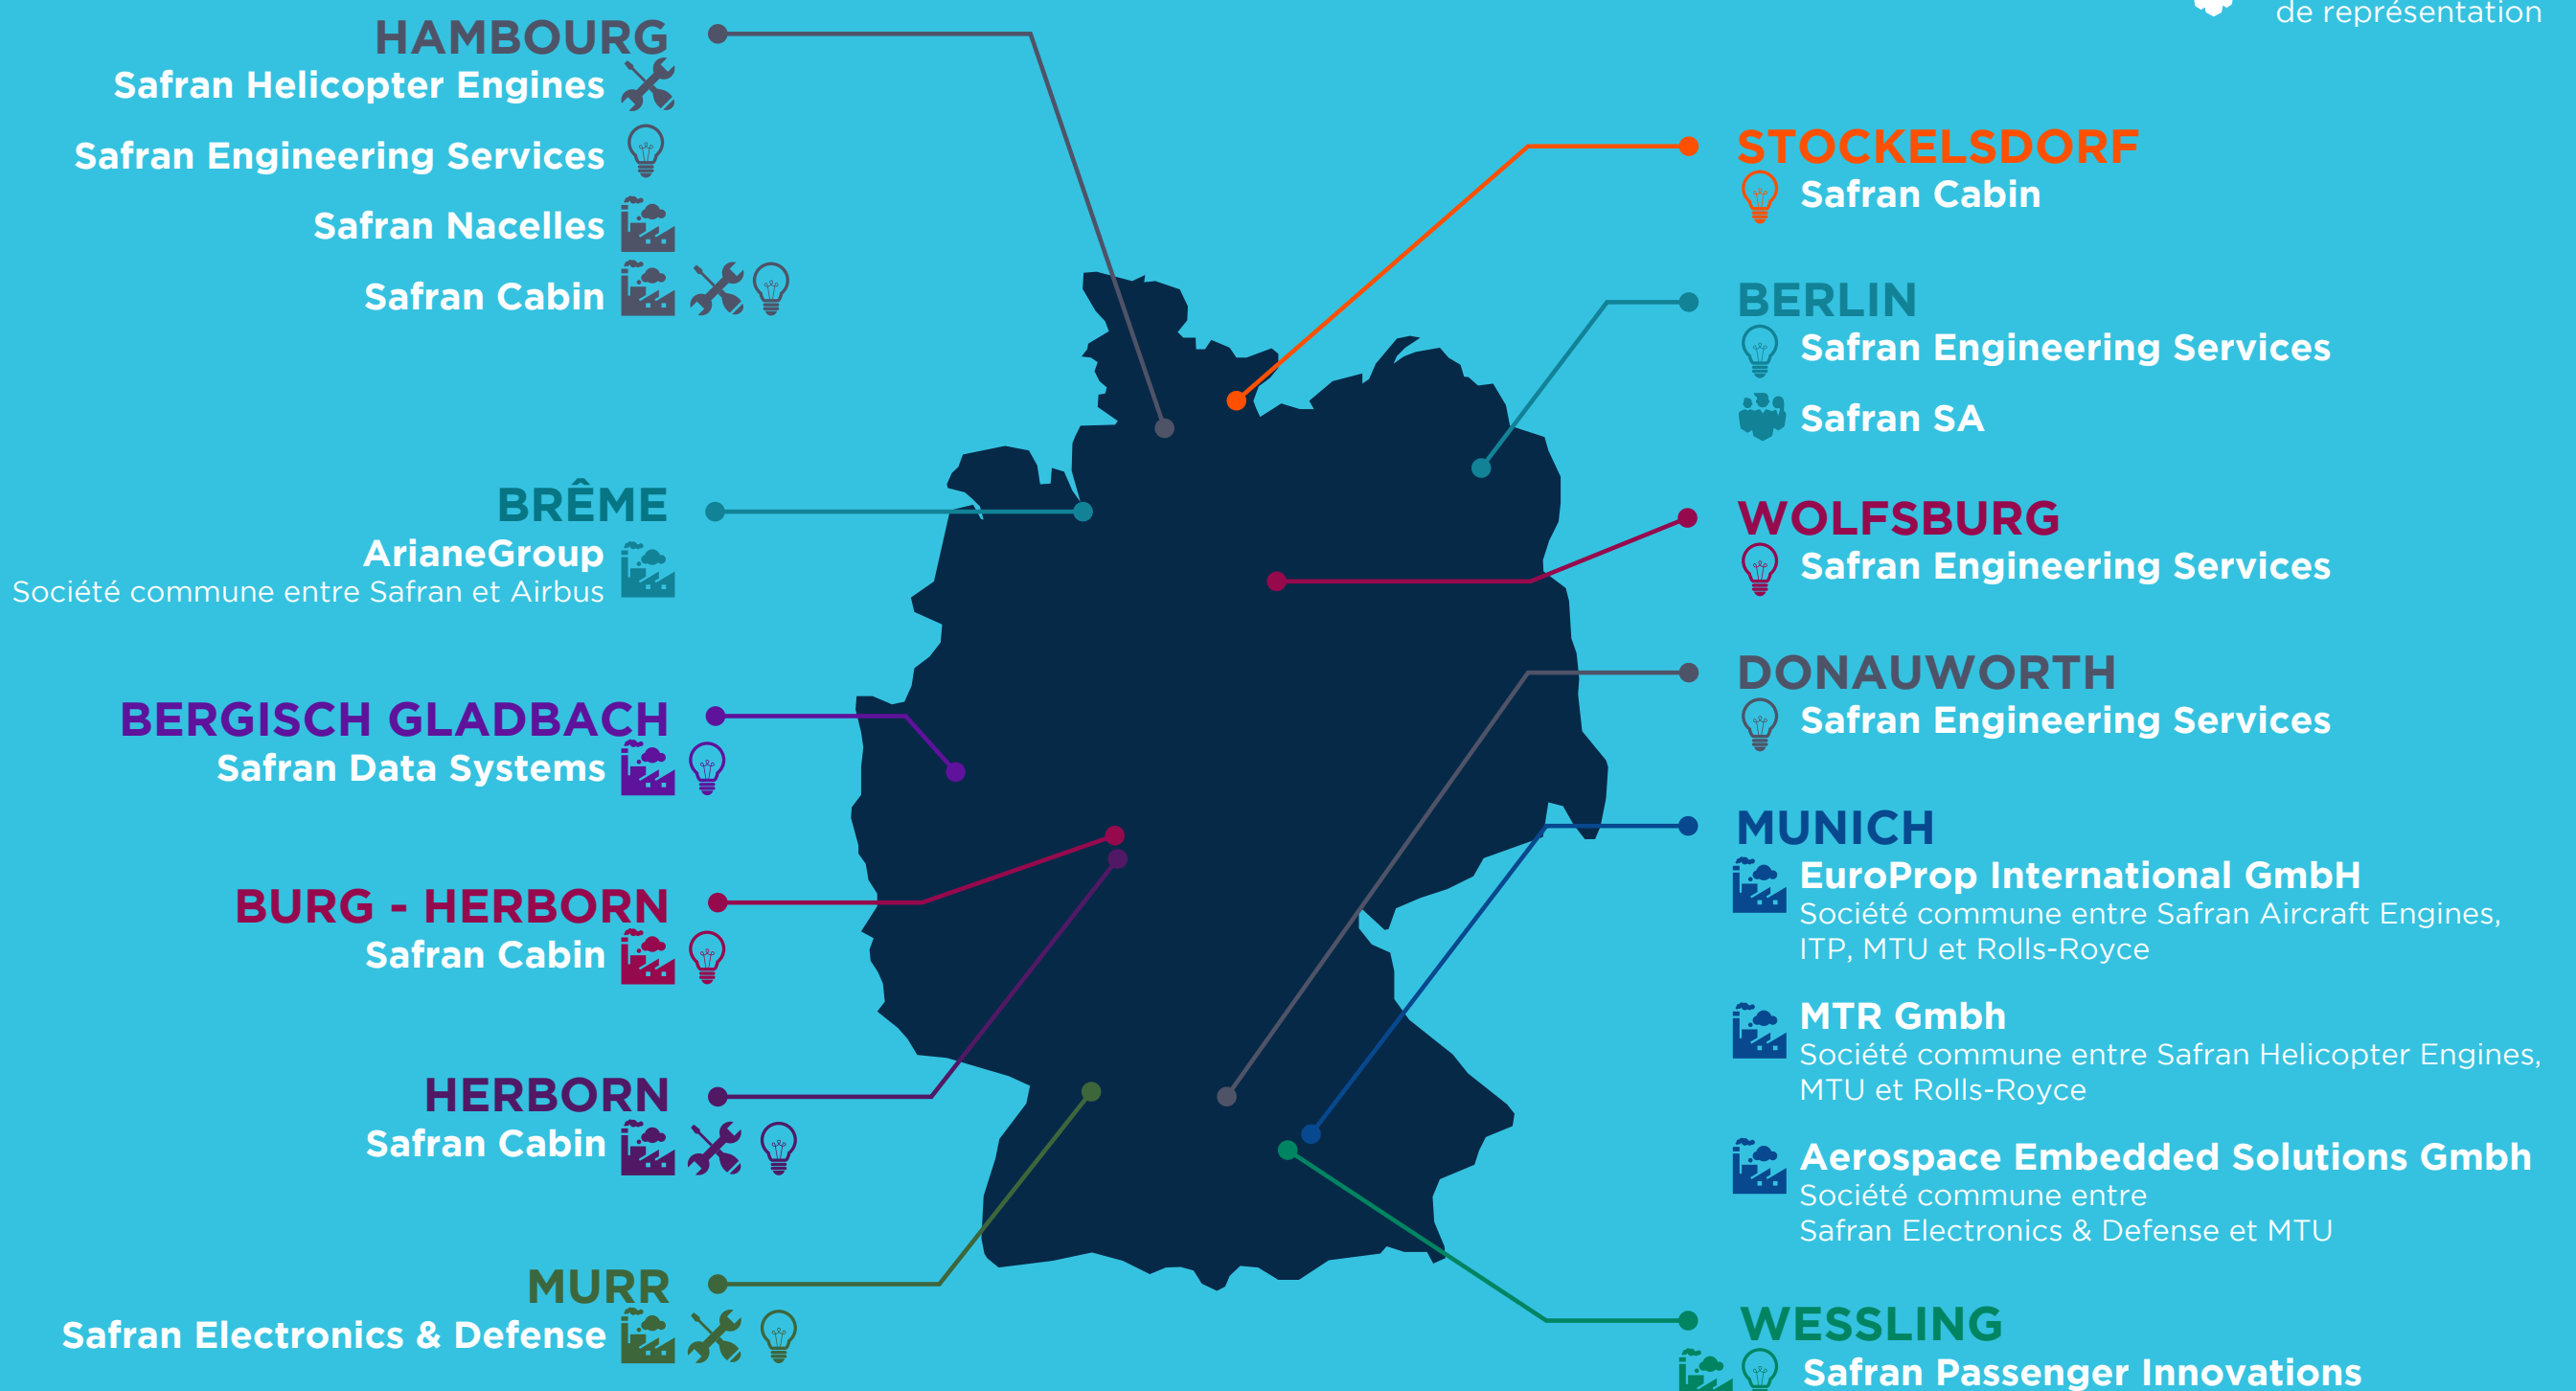 de représentation
HAMBOURG
Safran Helicopter Engines
Safran Engineering Services
Safran Nacelles
Safran Cabin
BRÊME
ArianeGroup
Société commune entre Safran et Airbus
BERGISCH GLADBACH
Safran Data Systems
BURG - HERBORN
Safran Cabin
HERBORN
Safran Cabin
MURR
Safran Electronics & Defense
STOCKELSDORF
Safran Cabin
BERLIN
Safran Engineering Services
Safran SA
WOLFSBURG
Safran Engineering Services
DONAUWORTH
Safran Engineering Services
MUNICH
EuroProp International GmbH
Société commune entre Safran Aircraft Engines,
ITP, MTU et Rolls-Royce
MTR Gmbh
Société commune entre Safran Helicopter Engines,
MTU et Rolls-Royce
Aerospace Embedded Solutions Gmbh
Société commune entre
Safran Electronics & Defense et MTU
WESSLING
Safran Passenger Innovations